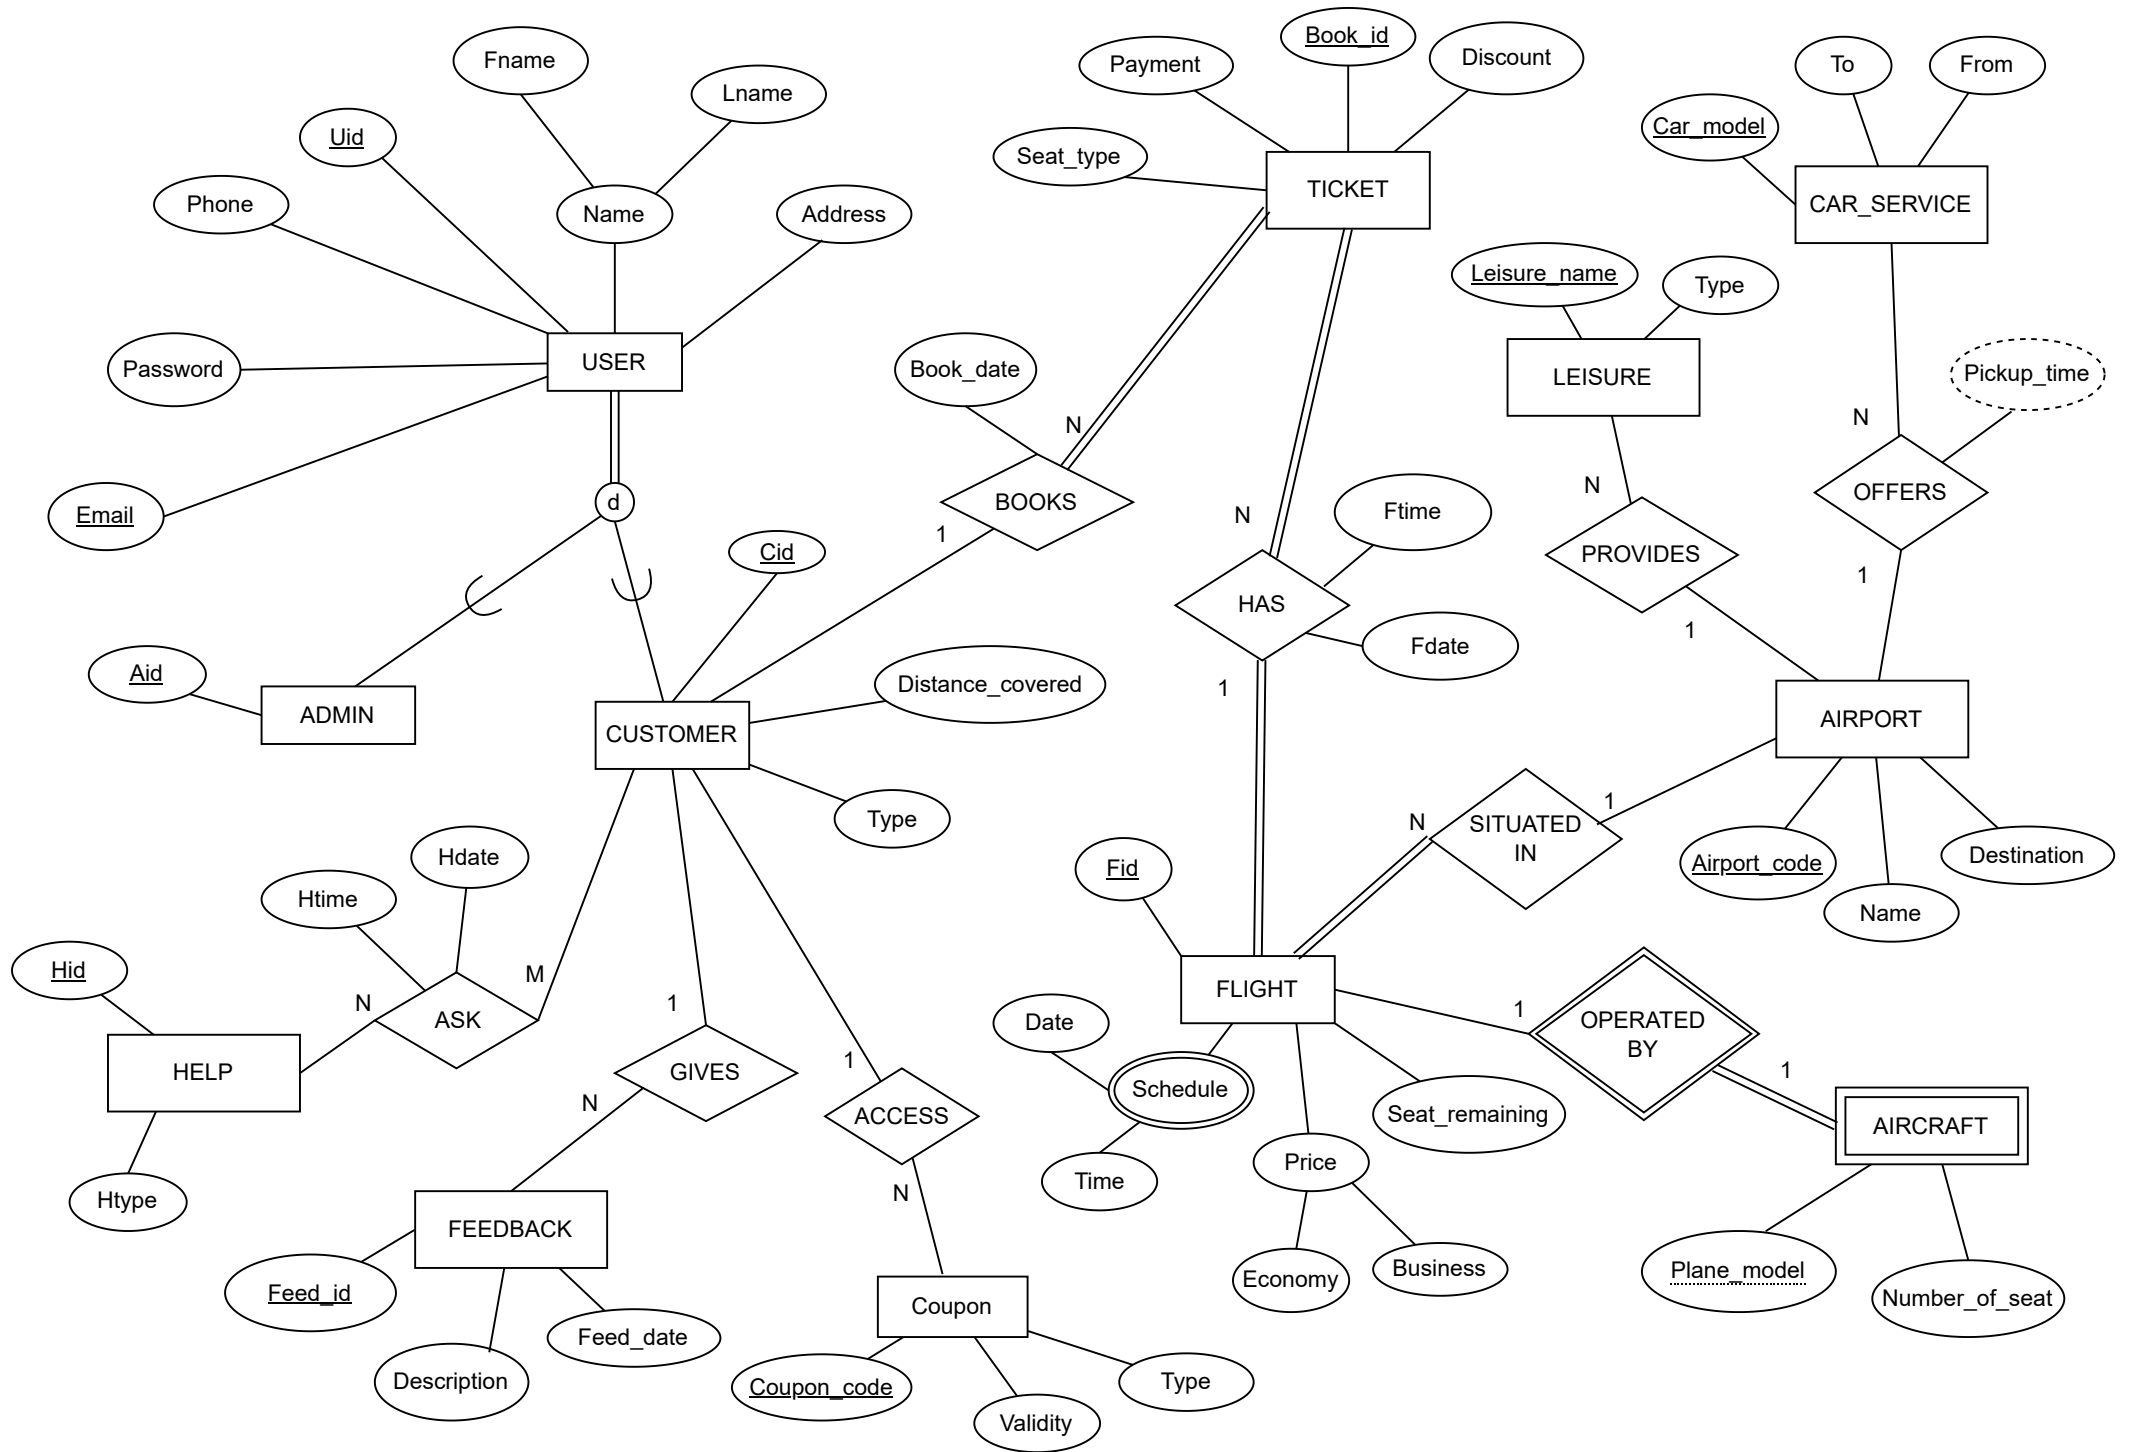 Fname
Lname
Uid
Phone
Name
Address
Password
USER
Email
d
Aid
ADMIN
Cid
CUSTOMER
Distance_covered
Type
Book_date
BOOKS
N
1
Payment
Book_id
Discount
Seat_type
TICKET
N
HAS
1
Ftime
Fdate
Leisure_name
Type
LEISURE
N
PROVIDES
1
To
From
Car_model
CAR_SERVICE
Pickup_time
N
OFFERS
1
AIRPORT
Airport_code
Name
Destination
N
SITUATED
IN
1
Fid
FLIGHT
Date
Schedule
Time
Seat_remaining
Price
Economy
Business
1
OPERATED
BY
1
AIRCRAFT
Plane_model
Number_of_seat
Hdate
Htime
Hid
N
ASK
M
HELP
Htype
1
GIVES
N
FEEDBACK
Feed_id
Description
Feed_date
1
ACCESS
N
Coupon
Coupon_code
Validity
Type